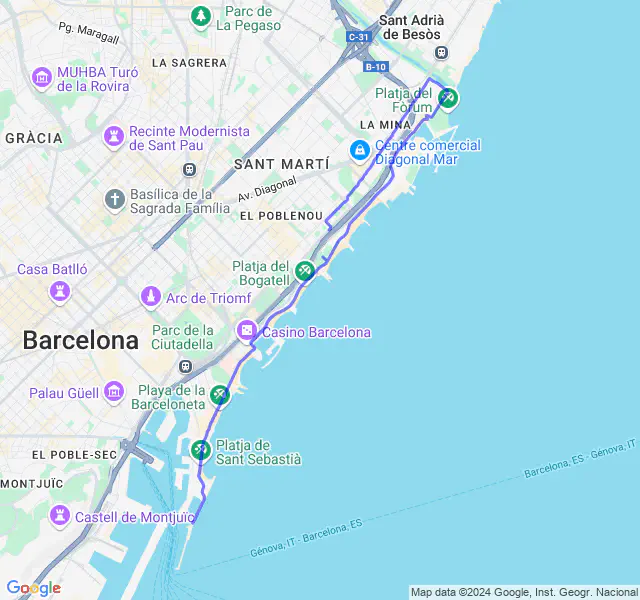 Parc de
La Pegaso
Sant Adrià
de Besòs
Pg. Maragall
C-31
B-10
LA SAGRERA
MUHBA Turó
de la Rovira
Platja del
Fòrum
GRÀCIA
Recinte Modernista
de Sant Pau
LA MINA
Centre comercial
Diagonal Mar
SANT MARTÍ
Av. Diagonal
Basílica de la
Sagrada Família
EL POBLENOU
Casa Batlló
Platja del
Bogatell
Arc de Triomf
Parc de la
Ciutadella
Casino Barcelona
Barcelona
Palau Güell
Playa de la
Barceloneta
EL POBLE-SEC
Platja de
Sant Sebastià
Barcelona, ES - Génova, IT
MONTJUÏC
Castell de Montjuïc
Génova, IT - Barcelona, ES
Google
Map data ©2024 Google, Inst. Geogr. Nacional